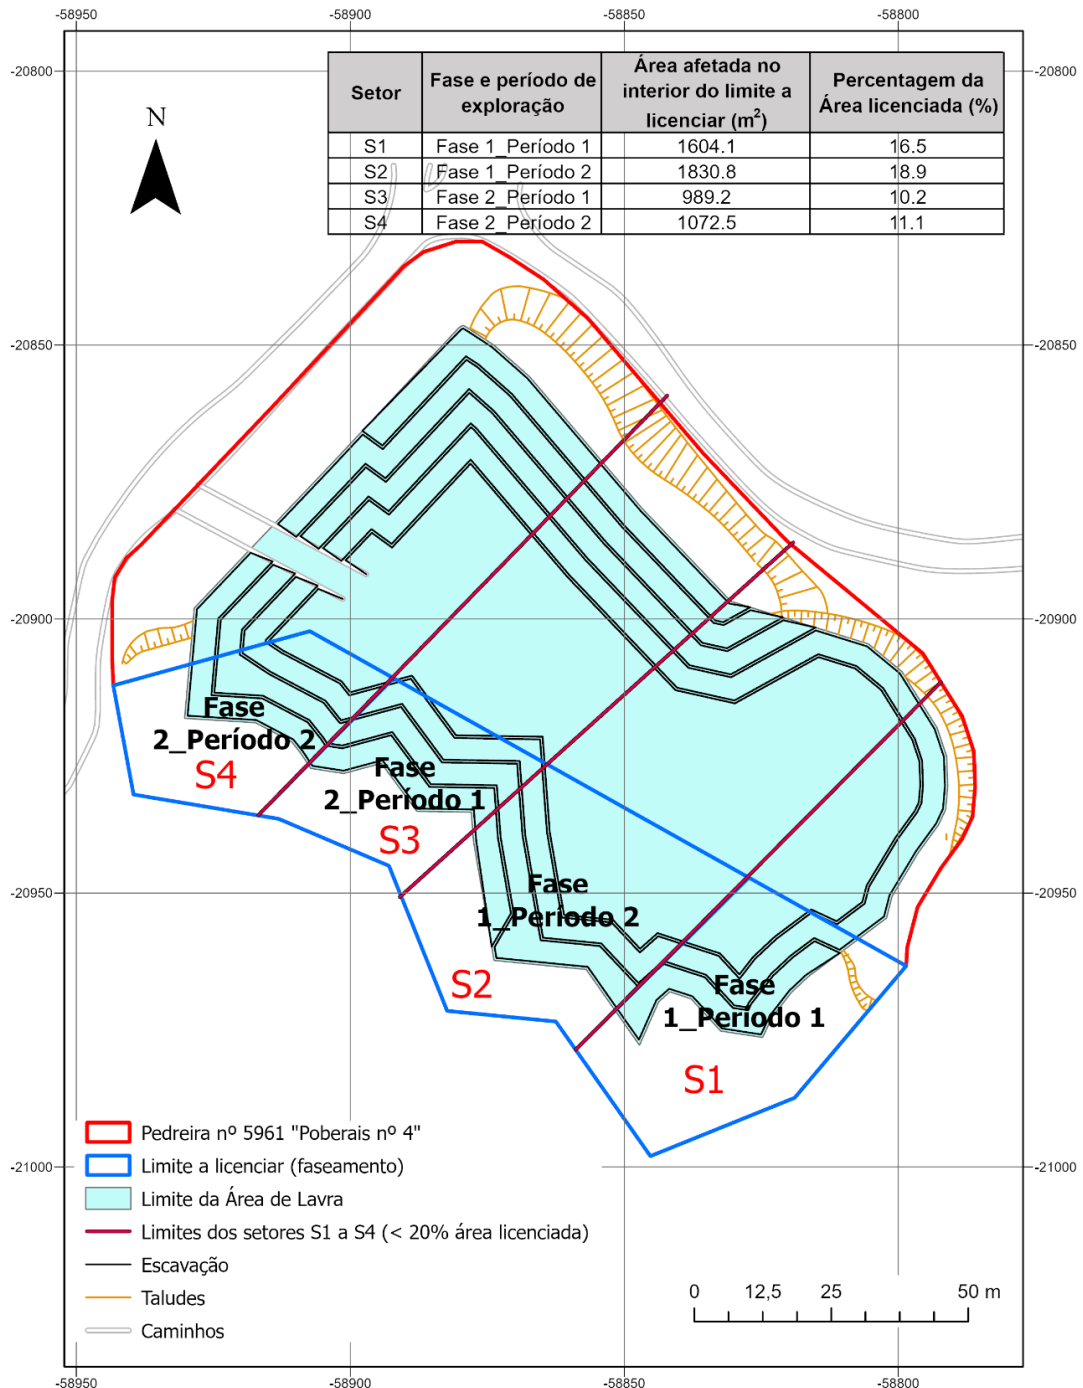 -58950 -58900 -58850 -58800
-20800 -20800
Setor
Fase e período de
exploração
Área afetada no
interior do limite a
licenciar (m²)
Percentagem da
Área licenciada (%)
S1 Fase 1_Período 1 1604.1 16.5
S2 Fase 1_Período 2 1830.8 18.9
S3 Fase 2_Período 1 989.2 10.2
S4 Fase 2_Período 2 1072.5 11.1
N
-20850 -20850
-20900 -20900
Fase
2_Período 2
S4
Fase
2_Período 1
S3
Fase
1_Período 2
S2
-20950 -20950
Fase
1_Período 1
S1
-21000 -21000
Pedreira nº 5961 "Poberais nº 4"
Limite a licenciar (faseamento)
Limite da Área de Lavra
Limites dos setores S1 a S4 (< 20% área licenciada)
Escavação
Taludes
Caminhos
0 12,5 25 50 m
-58950 -58900 -58850 -58800